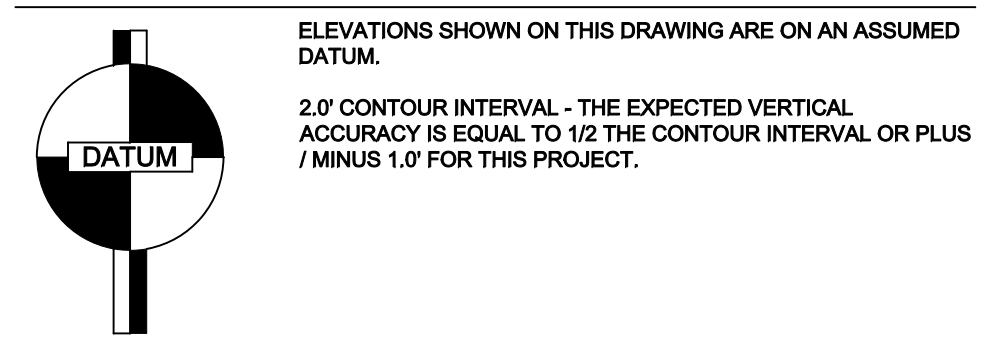 ELEVATIONS SHOWN ON THIS DRAWING ARE ON AN ASSUMED
DATUM.
2.0' CONTOUR INTERVAL - THE EXPECTED VERTICAL
ACCURACY IS EQUAL TO 1/2 THE CONTOUR INTERVAL OR PLUS
/ MINUS 1.0' FOR THIS PROJECT.
DATUM